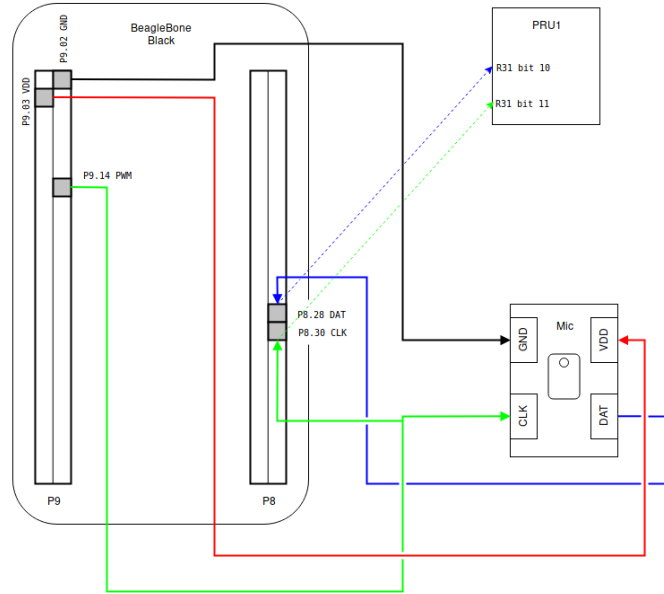 BeagleBone
Black
P9.02 GND
P9.03 VDD
P9.14 PWM
PRU1
R31 bit 10
R31 bit 11
P8.28 DAT
P8.30 CLK
Mic
GND
VDD
CLK
DAT
P9
P8